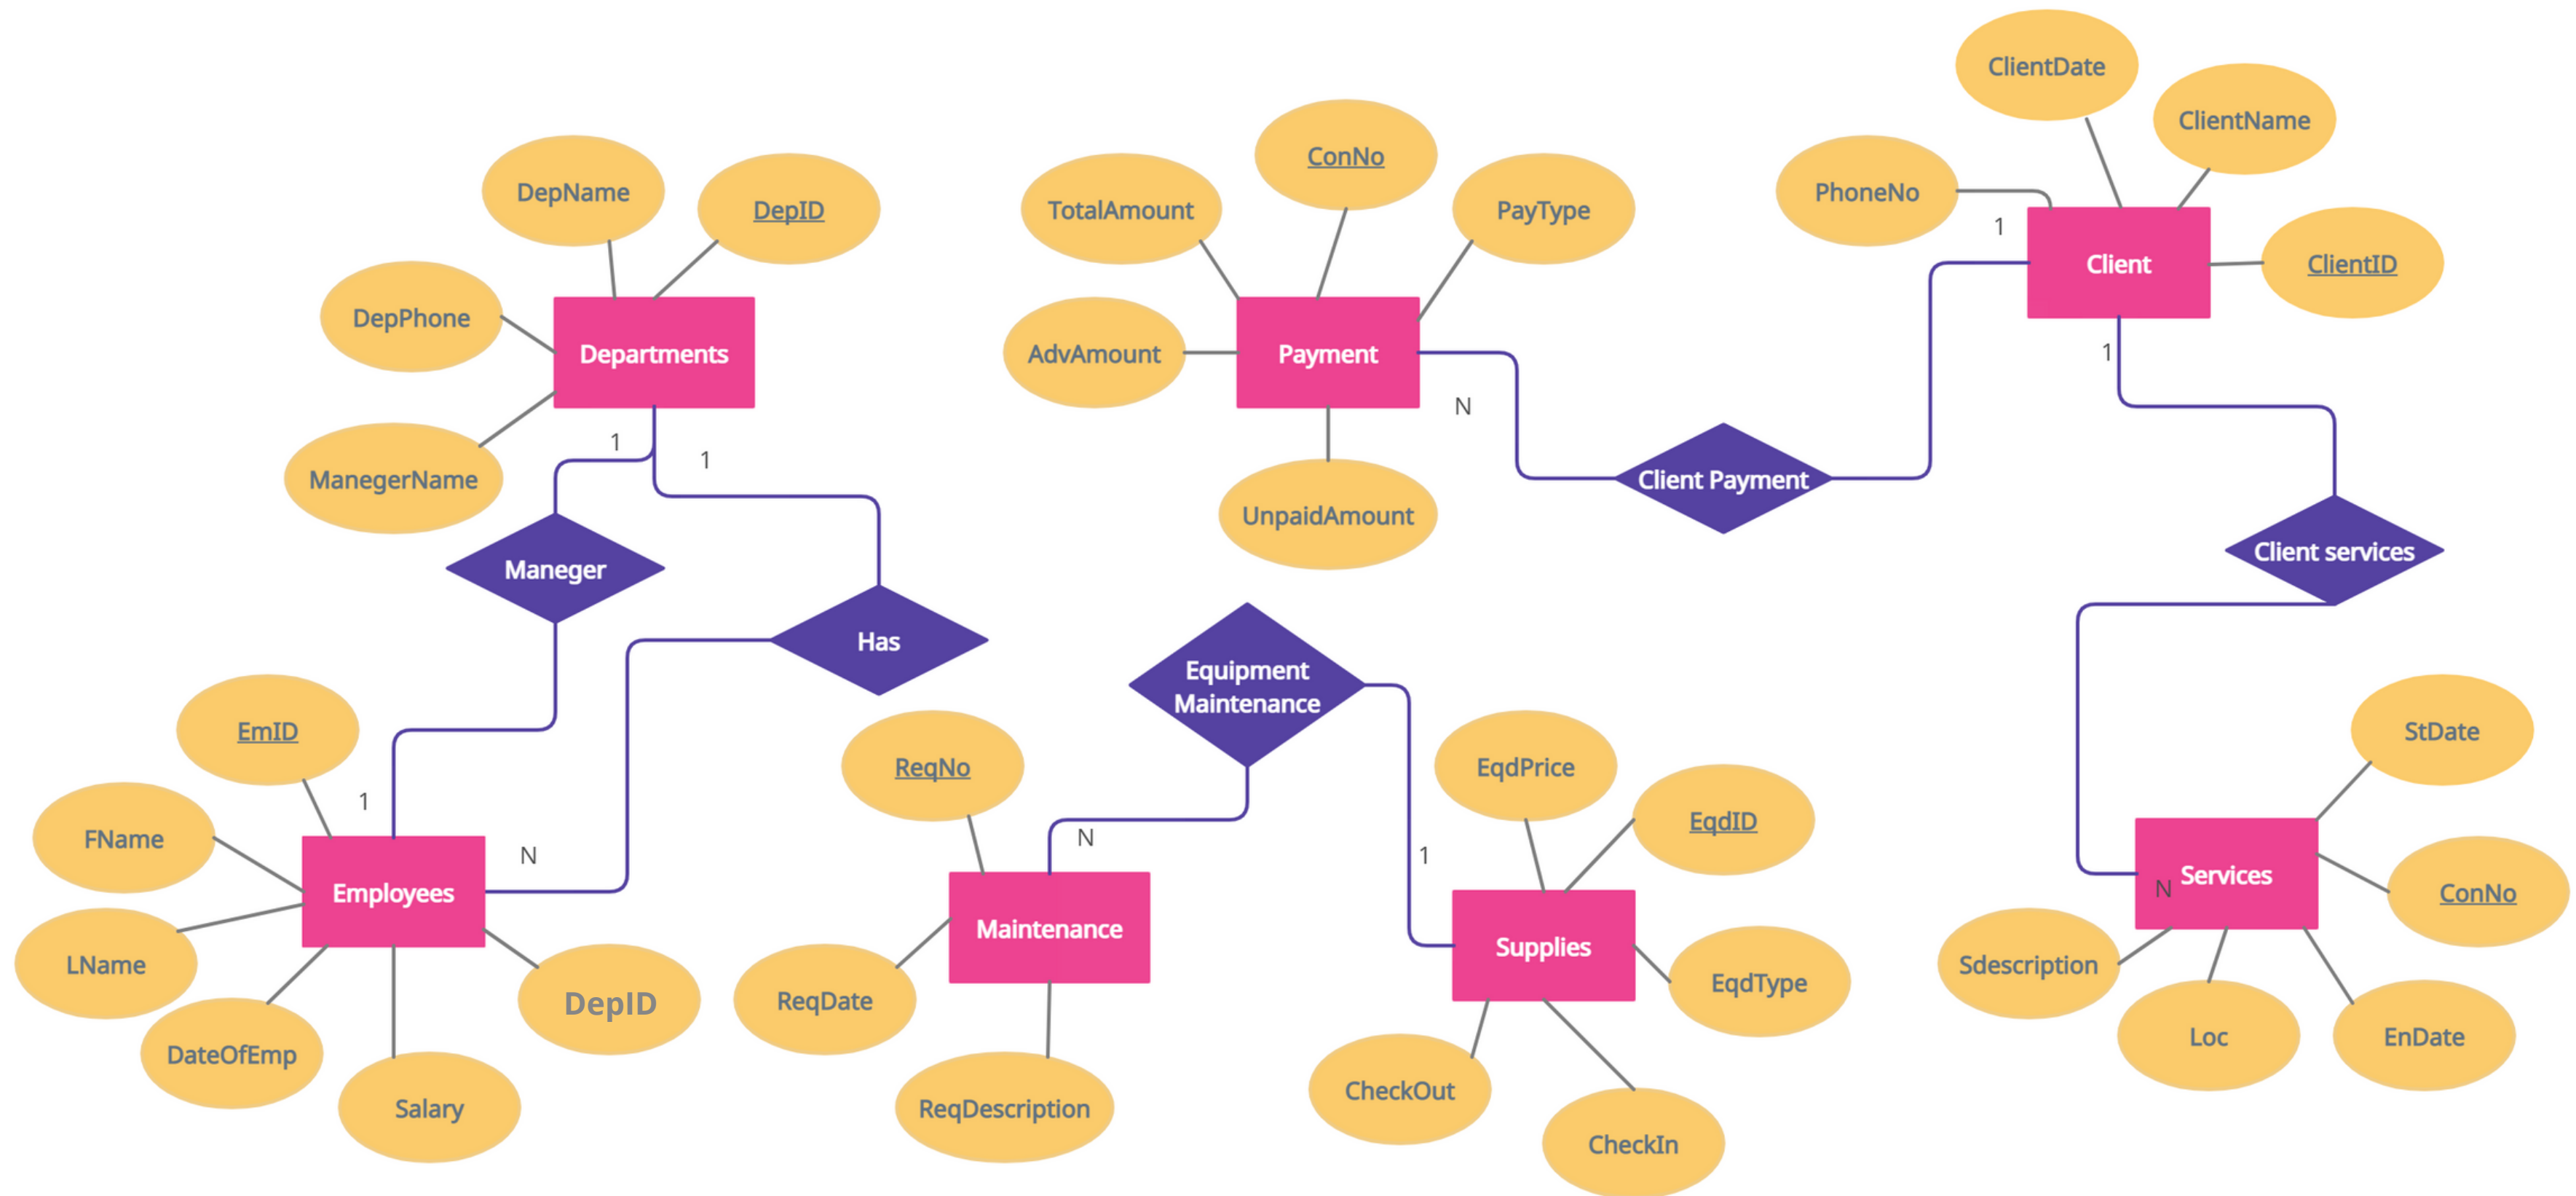 ClientDate
ClientName
PhoneNo
1
Client
ClientID
1
ConNo
TotalAmount
PayType
AdvAmount
Payment
N
UnpaidAmount
Client Payment
Client services
DepName
DepID
DepPhone
Departments
ManegerName
1
1
Maneger
Has
EmID
FName
1
N
Employees
LName
DateOfEmp
Salary
DepID
Equipment
Maintenance
ReqNo
N
Maintenance
ReqDate
ReqDescription
EqdPrice
EqdID
1
Supplies
EqdType
CheckOut
CheckIn
StDate
N
Services
ConNo
Sdescription
Loc
EnDate